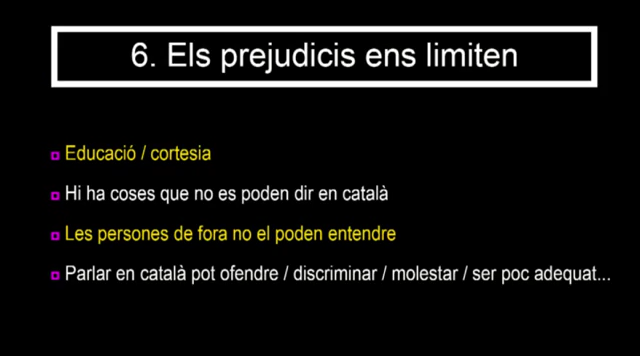 6. Els prejudicis ens limiten
Educació / cortesia
Hi ha coses que no es poden dir en català
Les persones de fora no el poden entendre
Parlar en català pot ofendre / discriminar / molestar / ser poc adequat...